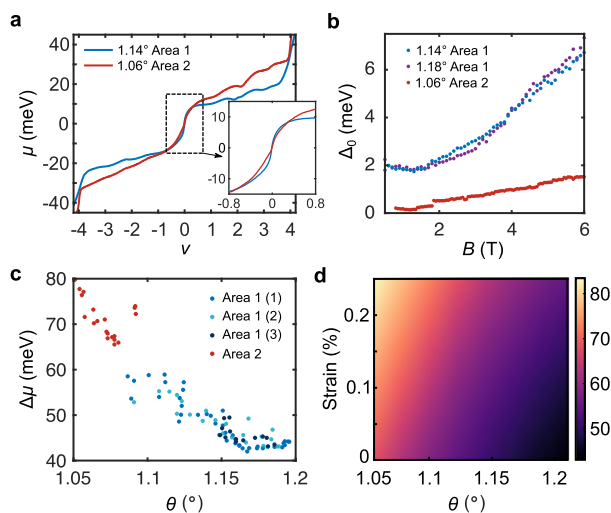 a
1.14° Area 1
1.06° Area 2
μ (meV)
40
20
0
-20
-40
-4 -3 -2 -1 0 1 2 3 4
ν
10
0
-10
-0.8 0 0.8
b
1.14° Area 1
1.18° Area 1
1.06° Area 2
Δ₀ (meV)
6
4
2
0
2 4 6
B (T)
c
Area 1 (1)
Area 1 (2)
Area 1 (3)
Area 2
Δμ (meV)
80
70
60
50
40
1.05 1.1 1.15 1.2
θ (°)
d
Strain (%)
0.2
0.1
0
1.05 1.1 1.15 1.2
θ (°)
80
70
60
50